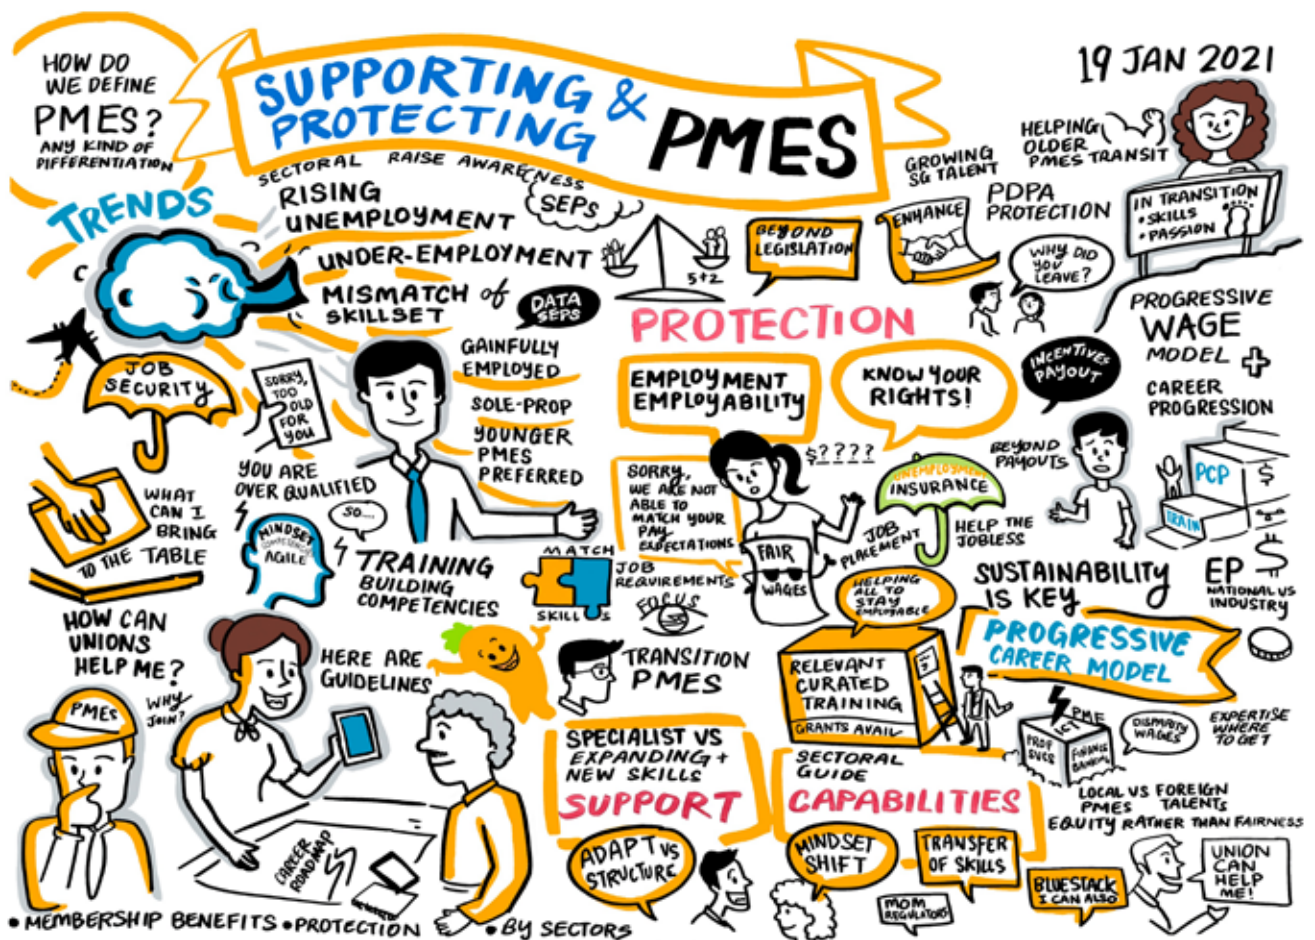 HOW DO
WE DEFINE
PMES?
ANY KIND OF
DIFFERENTIATION
SUPPORTING &
PROTECTING
PMES
19 JAN 2021
TRENDS
SECTORAL RAISE AWARENESS
SEPS
RISING
UNEMPLOYMENT
UNDER-EMPLOYMENT
MISMATCH of
SKILLSET
DATA
SEPS
GAINFULLY
EMPLOYED
SOLE-PROP
YOUNGER
PMES
PREFERRED
JOB
SECURITY
SORRY,
TOO
OLD
FOR
YOU
YOU ARE
OVER QUALIFIED
SO....
WHAT
CAN I
BRING
TO THE TABLE
MINDSET
AGILE
TRAINING
BUILDING
COMPETENCIES
5+2
BEYOND
LEGISLATION
GROWING
SG TALENT
ENHANCE
PDPA
PROTECTION
HELPING
OLDER
PMES TRANSIT
IN TRANSITION
• SKILLS
• PASSION
WHY DID
YOU
LEAVE?
PROTECTION
EMPLOYMENT
EMPLOYABILITY
KNOW YOUR
RIGHTS!
INCENTIVES
PAYOUT
PROGRESSIVE
WAGE
MODEL +
CAREER
PROGRESSION
SORRY,
WE ARE NOT
ABLE TO
MATCH YOUR
PAY
EXPECTATIONS
$????
UNEMPLOYMENT
INSURANCE
BEYOND
PAYOUTS
PCP
TRAIN
$
FAIR
WAGES
JOB
PLACEMENT
HELP THE
JOBLESS
MATCH
SKILLS
JOB
REQUIREMENTS
FOCUS
HELPING
ALL TO
STAY
EMPLOYABLE
SUSTAINABILITY
IS KEY
EP
$
NATIONAL VS
INDUSTRY
PROGRESSIVE
CAREER MODEL
HOW CAN
UNIONS
HELP ME?
WHY
JOIN?
PMEs
HERE ARE
GUIDELINES
CAREER
ROADMAP
TRANSITION
PMES
RELEVANT
CURATED
TRAINING
GRANTS AVAIL
SPECIALIST VS
EXPANDING +
NEW SKILLS
SUPPORT
SECTORAL
GUIDE
CAPABILITIES
PME
ICT
PROF
SVCS
FINANCE
BANKING
DISPARITY
WAGES
EXPERTISE
WHERE
TO GET
LOCAL VS FOREIGN
PMES TALENTS
EQUITY RATHER THAN FAIRNESS
ADAPT VS
STRUCTURE
MINDSET
SHIFT
TRANSFER
OF SKILLS
MOM
REGULATORS
BLUESTACK
I CAN ALSO
UNION
CAN
HELP
ME!
• MEMBERSHIP BENEFITS • PROTECTION • BY SECTORS